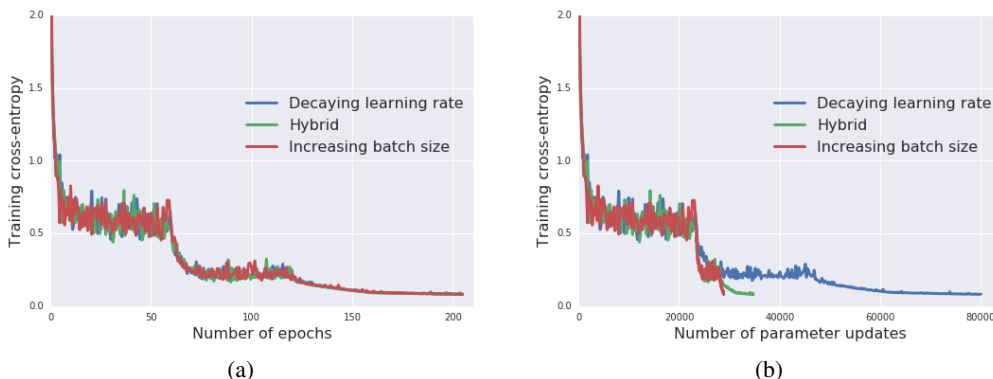 2.0
1.5
1.0
0.5
0.0
Training cross-entropy
Decaying learning rate
Hybrid
Increasing batch size
0 50 100 150 200
Number of epochs
(a)
2.0
1.5
1.0
0.5
0.0
Training cross-entropy
Decaying learning rate
Hybrid
Increasing batch size
0 20000 40000 60000 80000
Number of parameter updates
(b)